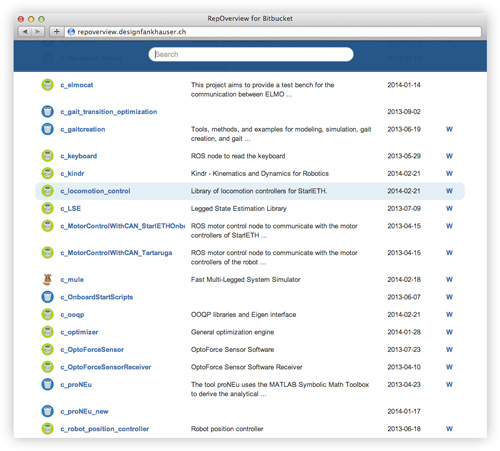 RepOverview for Bitbucket
repoverview.designfankhauser.ch
Search
c_elmocat This project aims to provide a test bench for the 2014-01-14
communication between ELMO ...
c_gait_transition_optimization 2013-09-02
c_gaitcreation Tools, methods, and examples for modeling, simulation, gait 2013-06-19 W
creation, and gait ...
c_keyboard ROS node to read the keyboard 2013-05-29 W
c_kindr Kindr - Kinematics and Dynamics for Robotics 2014-02-21 W
c_locomotion_control Library of locomotion controllers for StarlETH. 2014-02-21 W
c_LSE Legged State Estimation Library 2013-07-09 W
c_MotorControlWithCAN_StarlETHOnbo ROS motor control node to communicate with the motor 2013-04-15 W
controllers of StarlETH ...
c_MotorControlWithCAN_Tartaruga ROS motor control node to communicate with the motor 2013-04-15 W
controllers of the robot ...
c_mule Fast Multi-Legged System Simulator 2014-02-18 W
c_OnboardStartScripts 2013-06-07 W
c_ooqp OOQP libraries and Eigen interface 2014-02-21 W
c_optimizer General optimization engine 2014-01-28 W
c_OptoForceSensor OptoForce Sensor Software 2013-07-23 W
c_OptoForceSensorReceiver OptoForce Sensor Software Receiver 2013-04-10 W
c_proNEu The tool proNEu uses the MATLAB Symbolic Math Toolbox 2013-04-23 W
to derive the analytical ...
c_proNEu_new 2014-01-17
c_robot_position_controller Robot position controller 2013-06-18 W